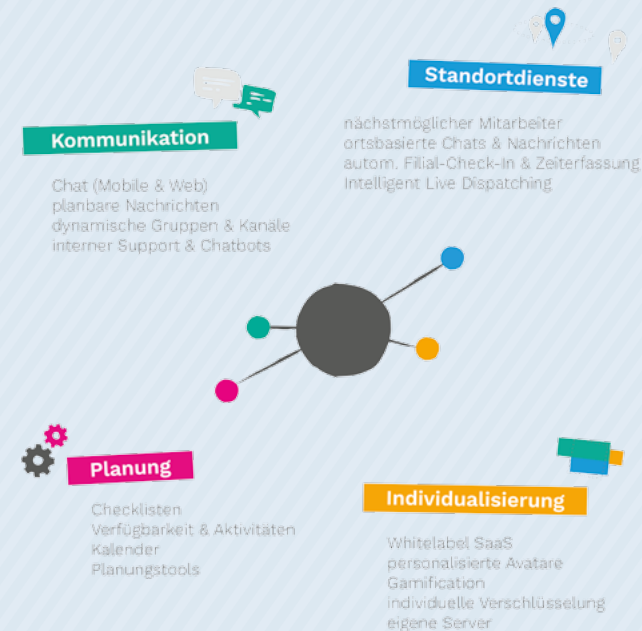 Kommunikation
Chat (Mobile & Web)
planbare Nachrichten
dynamische Gruppen & Kanäle
interner Support & Chatbots
Standortdienste
nächstmöglicher Mitarbeiter
ortsbasierte Chats & Nachrichten
autom. Filial-Check-In & Zeiterfassung
Intelligent Live Dispatching
Planung
Checklisten
Verfügbarkeit & Aktivitäten
Kalender
Planungstools
Individualisierung
Whitelabel SaaS
personalisierte Avatare
Gamification
individuelle Verschlüsselung
eigene Server